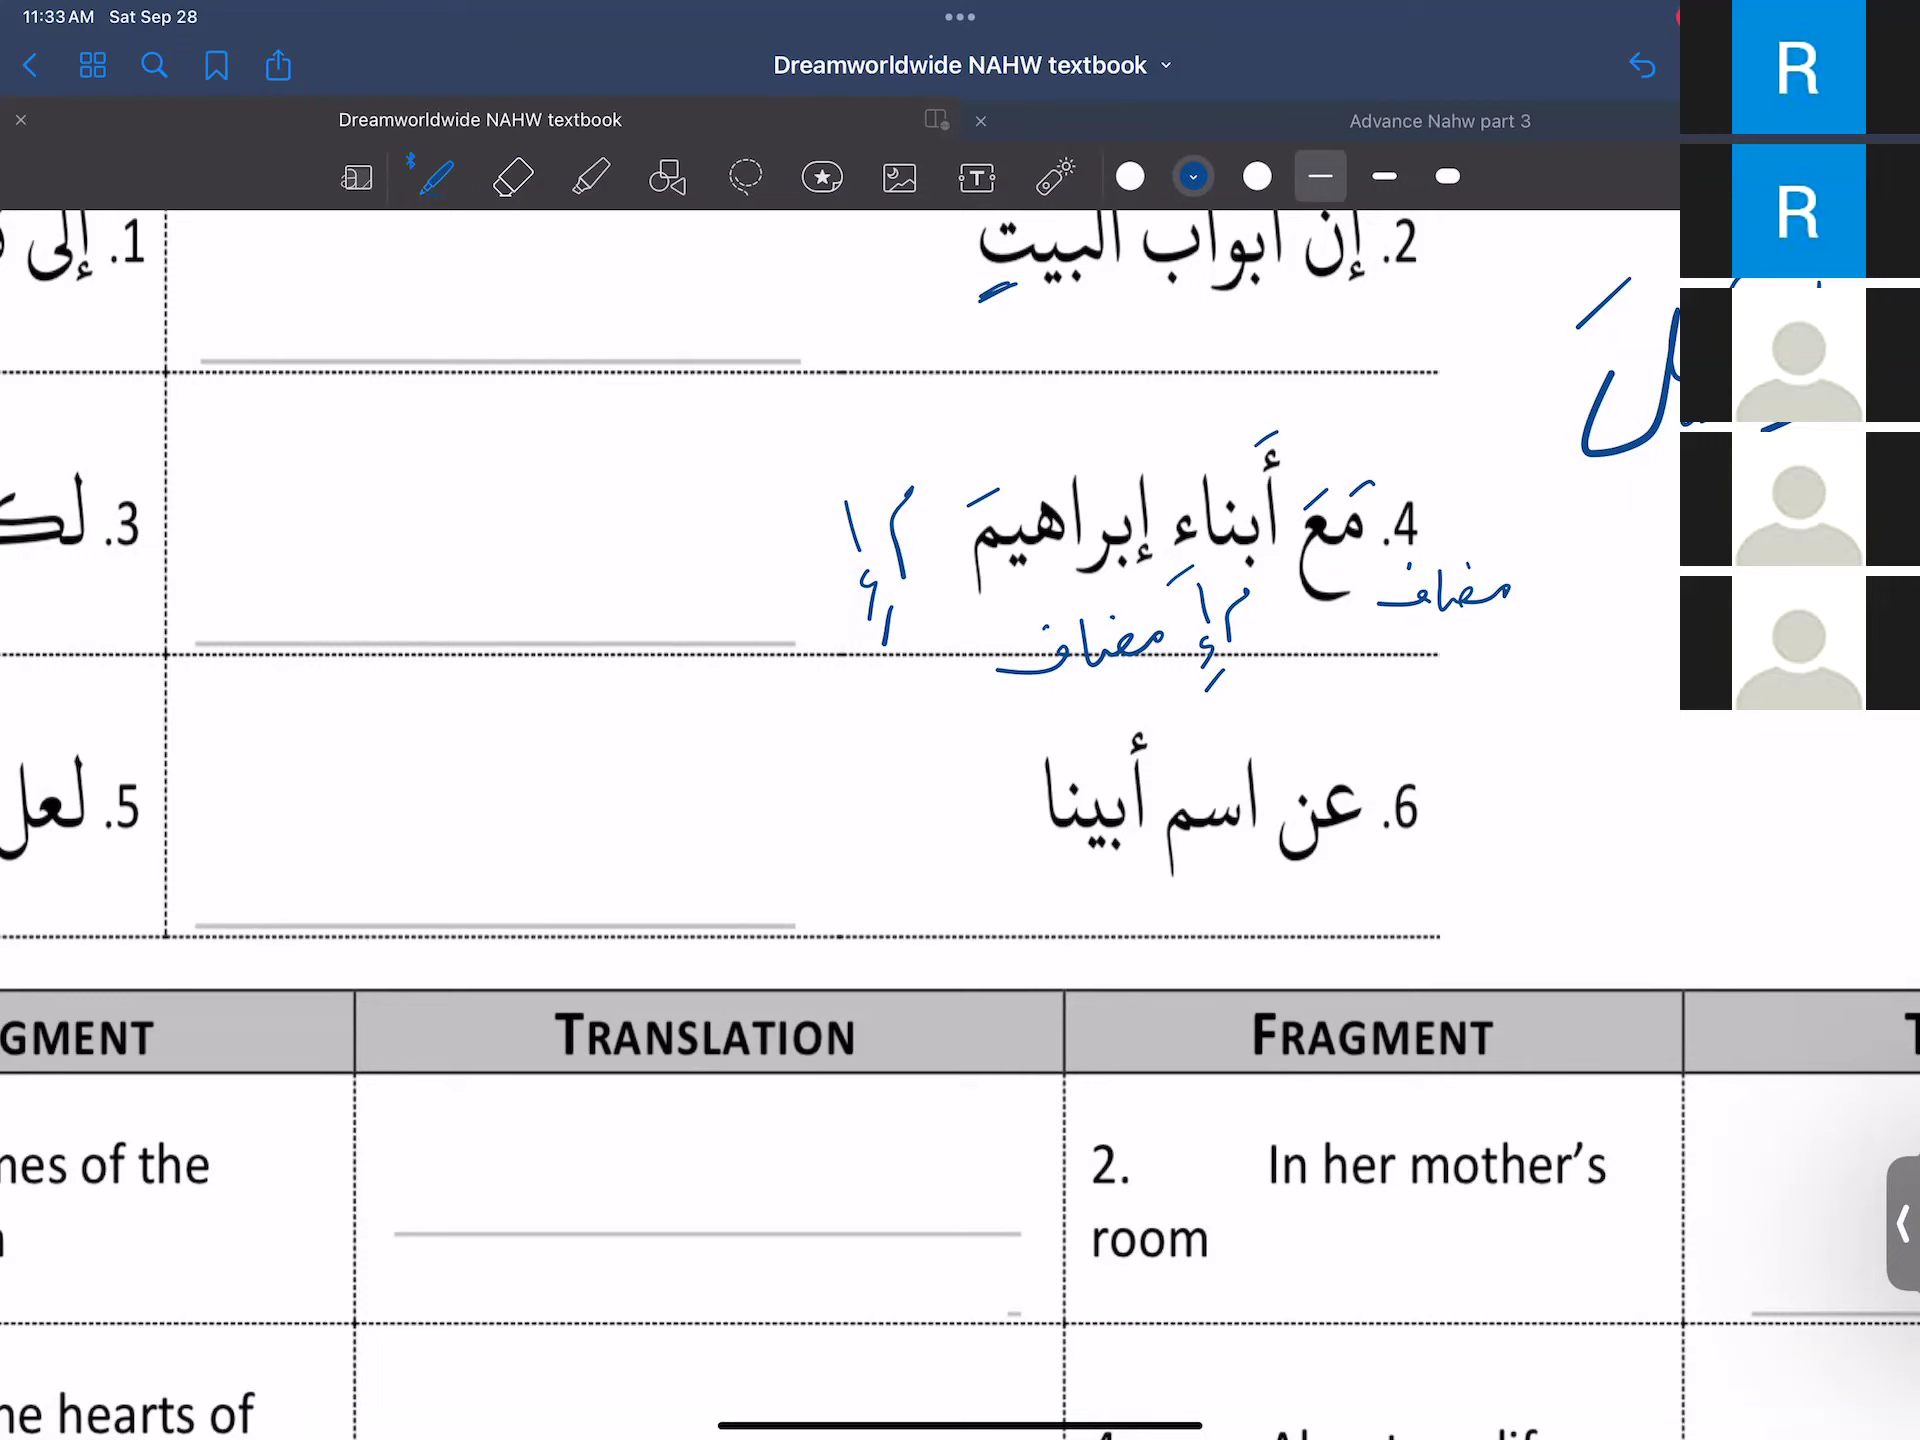 11:33 AM Sat Sep 28
Dreamworldwide NAHW textbook
Dreamworldwide NAHW textbook
Advance Nahw part 3
R
R
2. إن أبواب البيتِ
1. إلى
4. مَعَ أَبناء إبراهيمَ
مضاف
مضاف
3. لك
6. عن اسم أبينا
5. لعل
GMENT TRANSLATION FRAGMENT T
mes of the
2. In her mother's
room
he hearts of